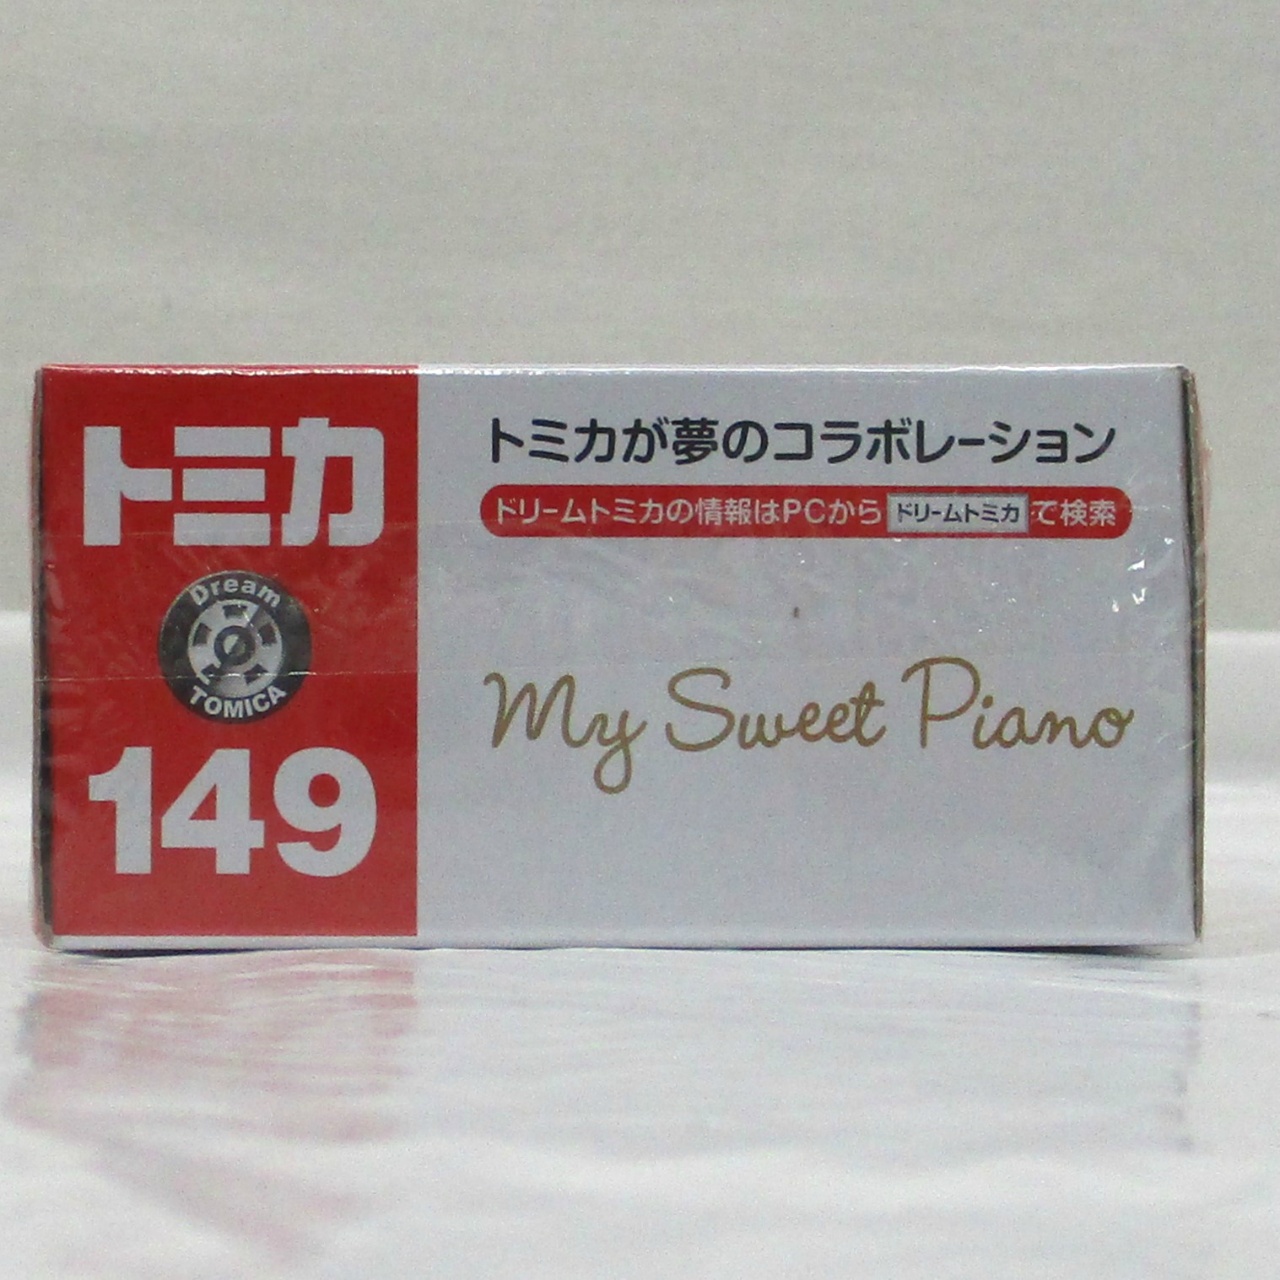 トミカ
Dream
TOMICA
149
トミカが夢のコラボレーション
ドリームトミカの情報はPCから ドリームトミカ で検索
My Sweet Piano